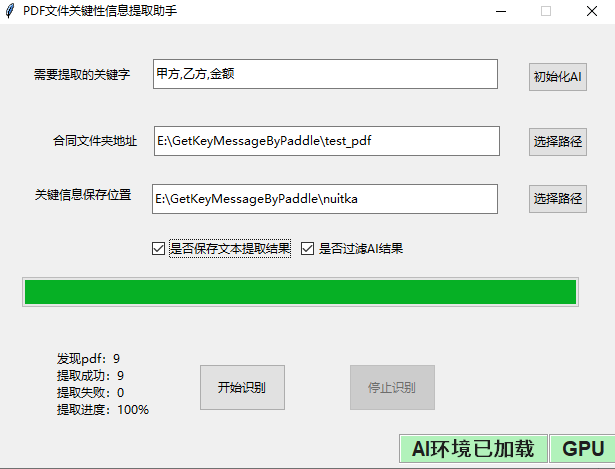 PDF文件关键性信息提取助手
需要提取的关键字 甲方,乙方,金额 初始化AI
合同文件夹地址 E:\GetKeyMessageByPaddle\test_pdf 选择路径
关键信息保存位置 E:\GetKeyMessageByPaddle\nuitka 选择路径
是否保存文本提取结果 是否过滤AI结果
发现pdf: 9
提取成功: 9
提取失败: 0
提取进度: 100%
开始识别 停止识别
AI环境已加载 GPU